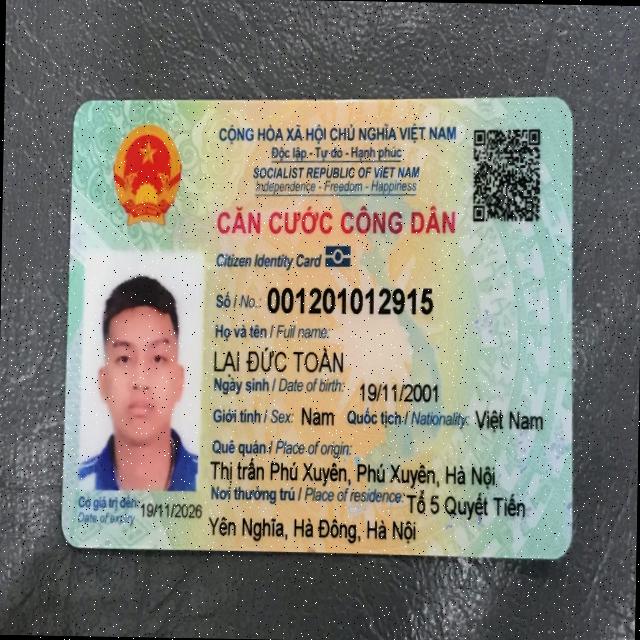 CỘNG HÒA XÃ HỘI CHỦ NGHĨA VIỆT NAM
Độc lập - Tự do - Hạnh phúc
SOCIALIST REPUBLIC OF VIET NAM
Independence - Freedom - Happiness
CĂN CƯỚC CÔNG DÂN
Citizen Identity Card
Số / No.: 001201012915
Họ và tên / Full name:
LẠI ĐỨC TOÀN
Ngày sinh / Date of birth: 19/11/2001
Giới tính / Sex: Nam Quốc tịch / Nationality: Việt Nam
Quê quán / Place of origin:
Thị trấn Phú Xuyên, Phú Xuyên, Hà Nội
Nơi thường trú / Place of residence: Tổ 5 Quyết Tiến
Yên Nghĩa, Hà Đông, Hà Nội
Có giá trị đến: 19/11/2026
Date of expiry